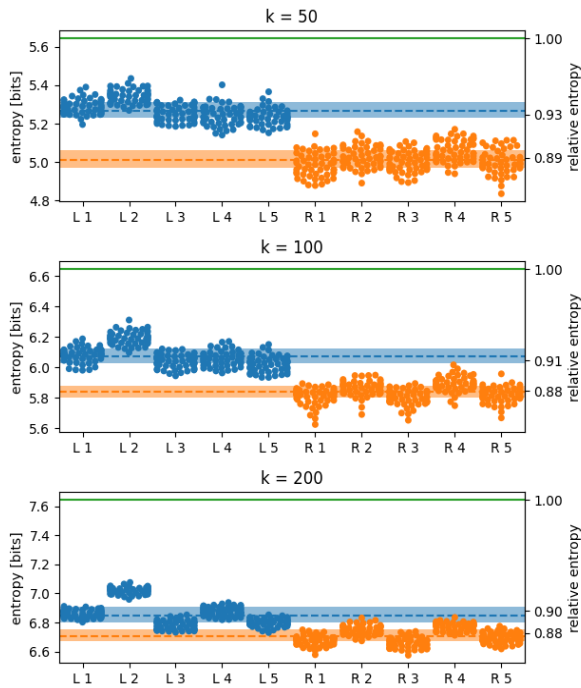 k = 50
entropy [bits]
5.6
5.4
5.2
5.0
4.8
1.00
0.93
0.89
relative entropy
L 1 L 2 L 3 L 4 L 5 R 1 R 2 R 3 R 4 R 5
k = 100
entropy [bits]
6.6
6.4
6.2
6.0
5.8
5.6
1.00
0.91
0.88
relative entropy
L 1 L 2 L 3 L 4 L 5 R 1 R 2 R 3 R 4 R 5
k = 200
entropy [bits]
7.6
7.4
7.2
7.0
6.8
6.6
1.00
0.90
0.88
relative entropy
L 1 L 2 L 3 L 4 L 5 R 1 R 2 R 3 R 4 R 5